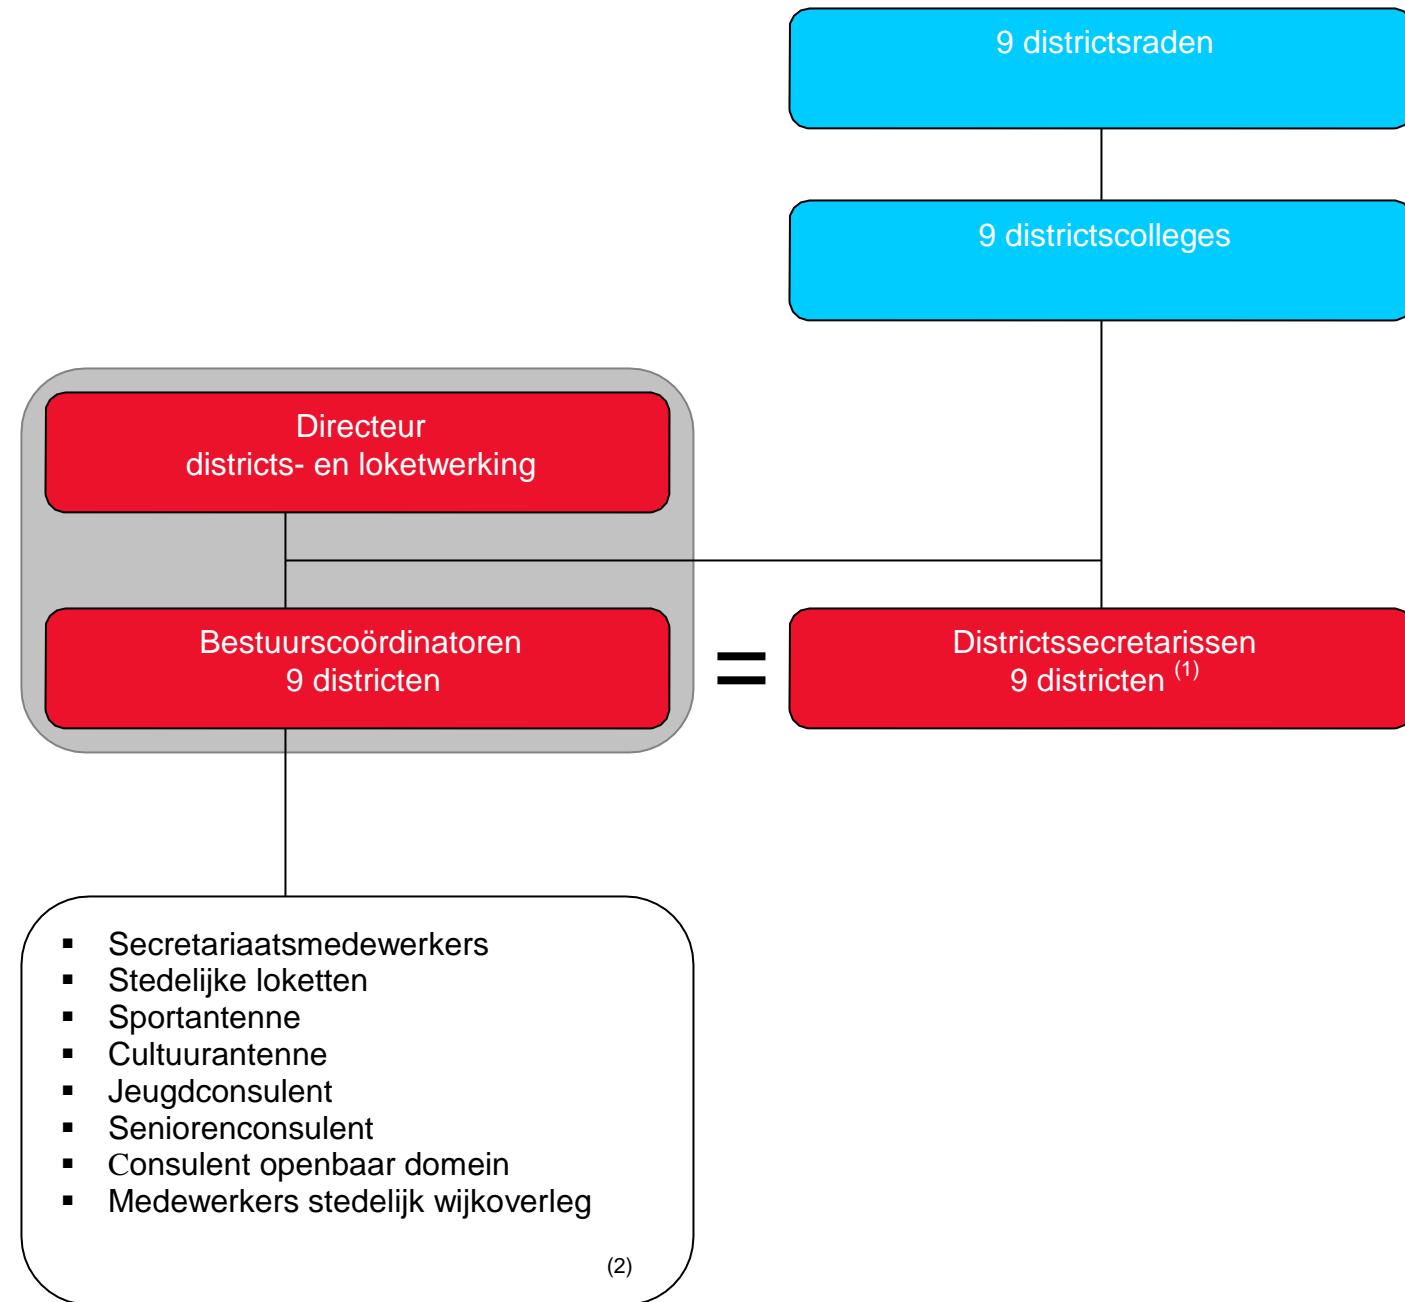 9 districtsraden
9 districtscolleges
Directeur
districts- en loketwerking
Bestuurscoördinatoren
9 districten
=
Districtssecretarissen
9 districten (1)
▪ Secretariaatsmedewerkers
▪ Stedelijke loketten
▪ Sportantenne
▪ Cultuurantenne
▪ Jeugdconsulent
▪ Seniorenconsulent
▪ Consulent openbaar domein
▪ Medewerkers stedelijk wijkoverleg
(2)